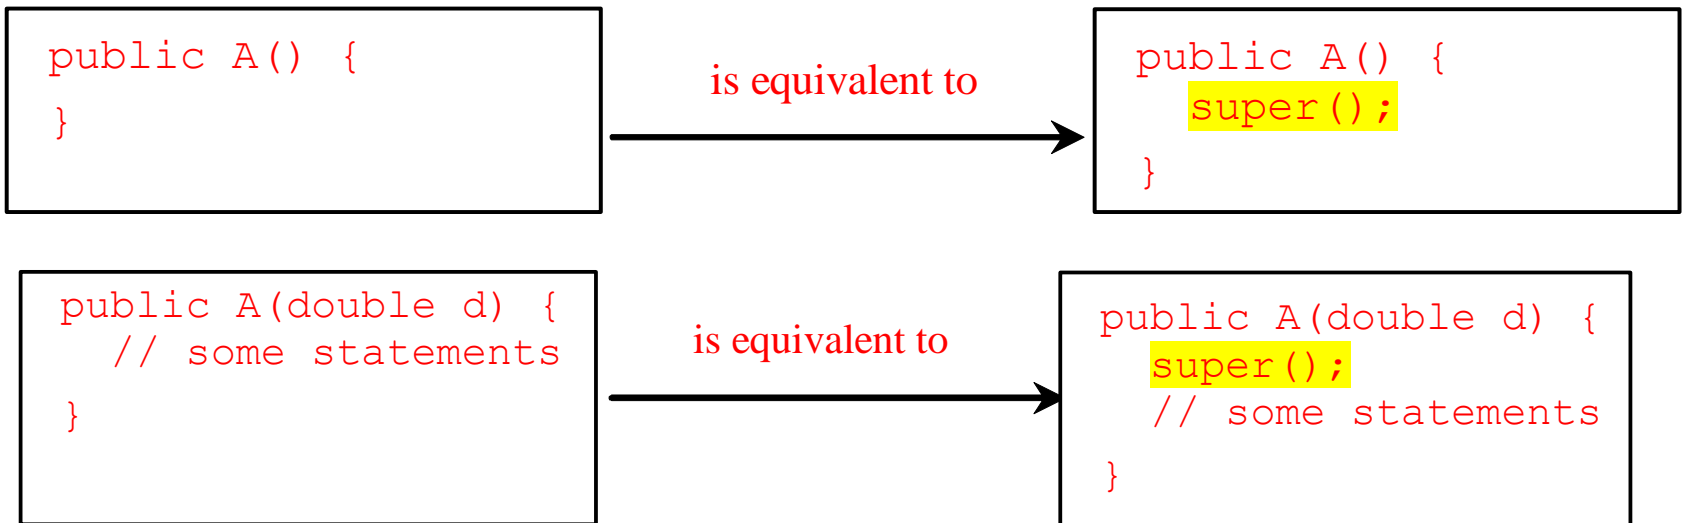 public A() {
}
is equivalent to
public A() {
super();
}
public A(double d) {
// some statements
}
is equivalent to
public A(double d) {
super();
// some statements
}